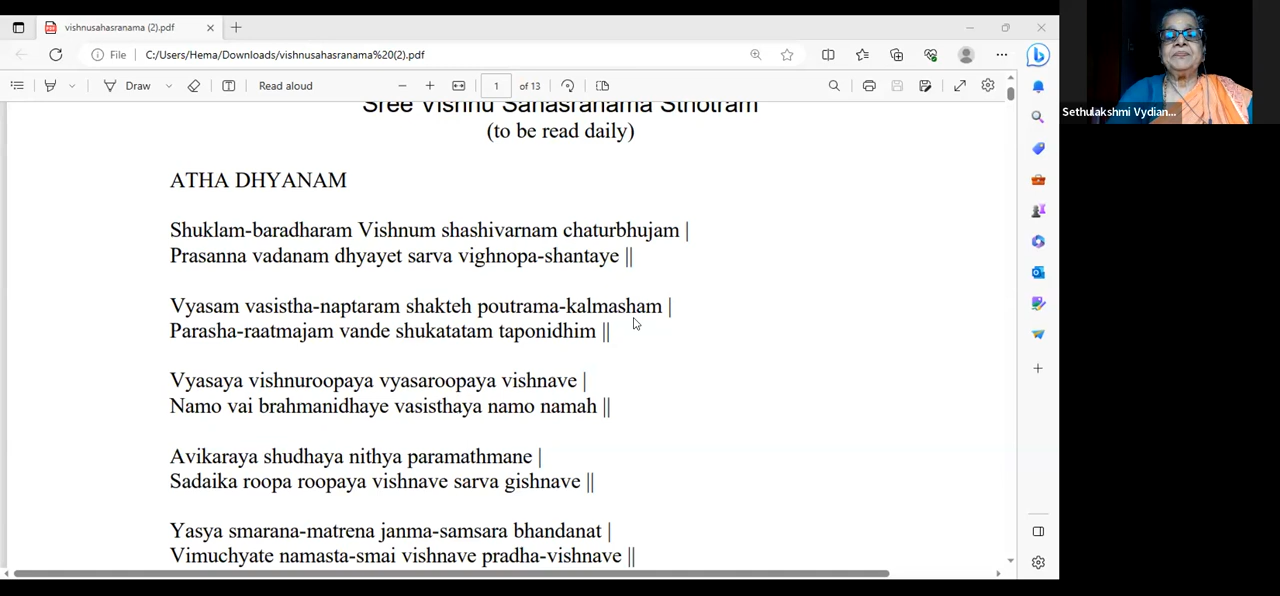 vishnusahasranama (2).pdf
File
C:/Users/Hema/Downloads/vishnusahasranama%20(2).pdf
Draw
Read aloud
1
of 13
Sree Vishnu Sahasranama Sthotram
(to be read daily)
ATHA DHYANAM
Shuklam-baradharam Vishnum shashivarnam chaturbhujam |
Prasanna vadanam dhyayet sarva vighnopa-shantaye ||
Vyasam vasistha-naptaram shakteh poutrama-kalmasham |
Parasha-raatmajam vande shukatatam taponidhim ||
Vyasaya vishnuroopaya vyasaroopaya vishnave |
Namo vai brahmanidhaye vasisthaya namo namah ||
Avikaraya shudhaya nithya paramathmane |
Sadaika roopa roopaya vishnave sarva gishnave ||
Yasya smarana-matrena janma-samsara bhandanat |
Vimuchyate namasta-smai vishnave pradha-vishnave ||
Sethulakshmi Vydian...